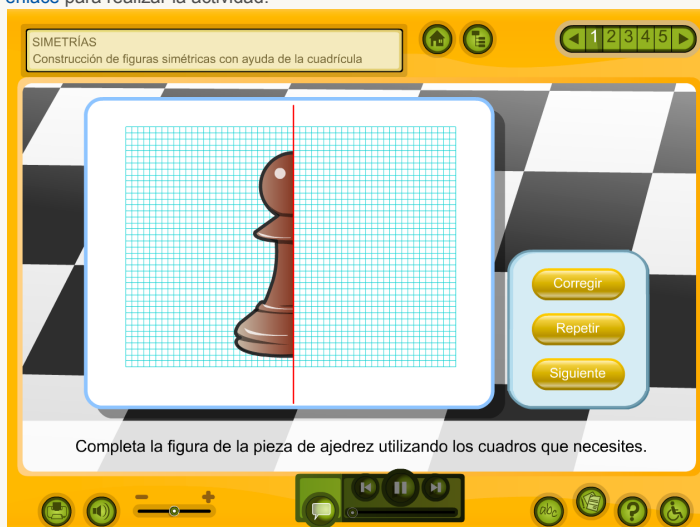 enlace para realizar la actividad.
SIMETRÍAS
Construcción de figuras simétricas con ayuda de la cuadrícula
1 2 3 4 5
Corregir
Repetir
Siguiente
Completa la figura de la pieza de ajedrez utilizando los cuadros que necesites.
abc
?